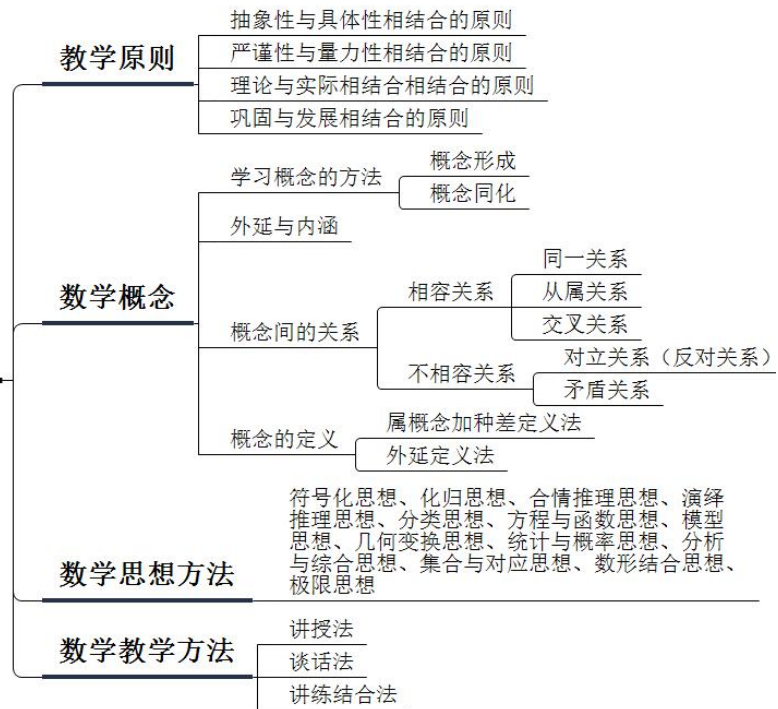 教学原则
抽象性与具体性相结合的原则
严谨性与量力性相结合的原则
理论与实际相结合相结合的原则
巩固与发展相结合的原则
数学概念
学习概念的方法
概念形成
概念同化
外延与内涵
概念间的关系
相容关系
同一关系
从属关系
交叉关系
不相容关系
对立关系（反对关系）
矛盾关系
概念的定义
属概念加种差定义法
外延定义法
数学思想方法
符号化思想、化归思想、合情推理思想、演绎
推理思想、分类思想、方程与函数思想、模型
思想、几何变换思想、统计与概率思想、分析
与综合思想、集合与对应思想、数形结合思想、
极限思想
数学教学方法
讲授法
谈话法
讲练结合法